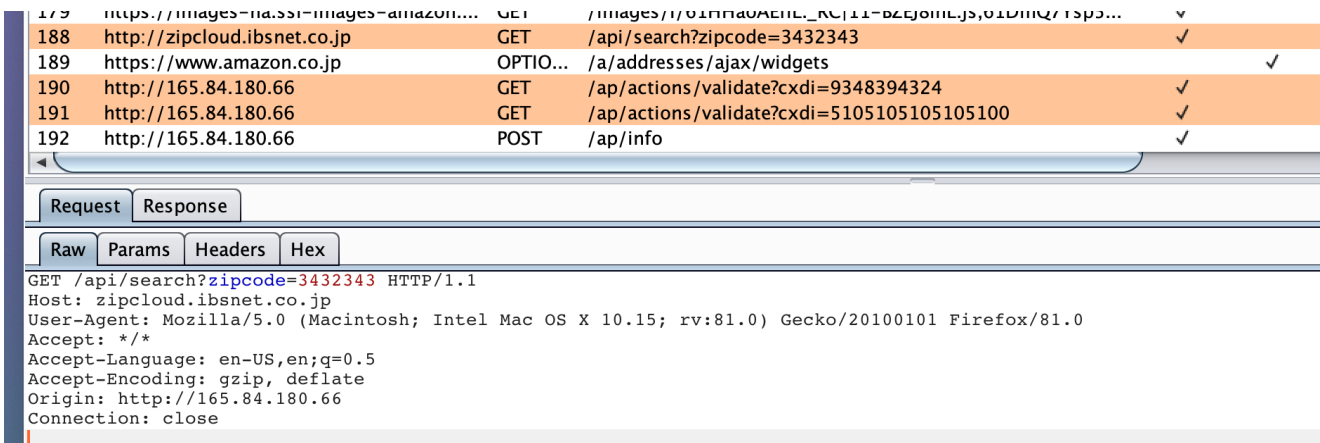 188 http://zipcloud.ibsnet.co.jp GET /api/search?zipcode=3432343 ✓
189 https://www.amazon.co.jp OPTIO... /a/addresses/ajax/widgets ✓
190 http://165.84.180.66 GET /ap/actions/validate?cxdi=9348394324 ✓
191 http://165.84.180.66 GET /ap/actions/validate?cxdi=5105105105105100 ✓
192 http://165.84.180.66 POST /ap/info ✓
Request Response
Raw Params Headers Hex
GET /api/search?zipcode=3432343 HTTP/1.1
Host: zipcloud.ibsnet.co.jp
User-Agent: Mozilla/5.0 (Macintosh; Intel Mac OS X 10.15; rv:81.0) Gecko/20100101 Firefox/81.0
Accept: */*
Accept-Language: en-US,en;q=0.5
Accept-Encoding: gzip, deflate
Origin: http://165.84.180.66
Connection: close